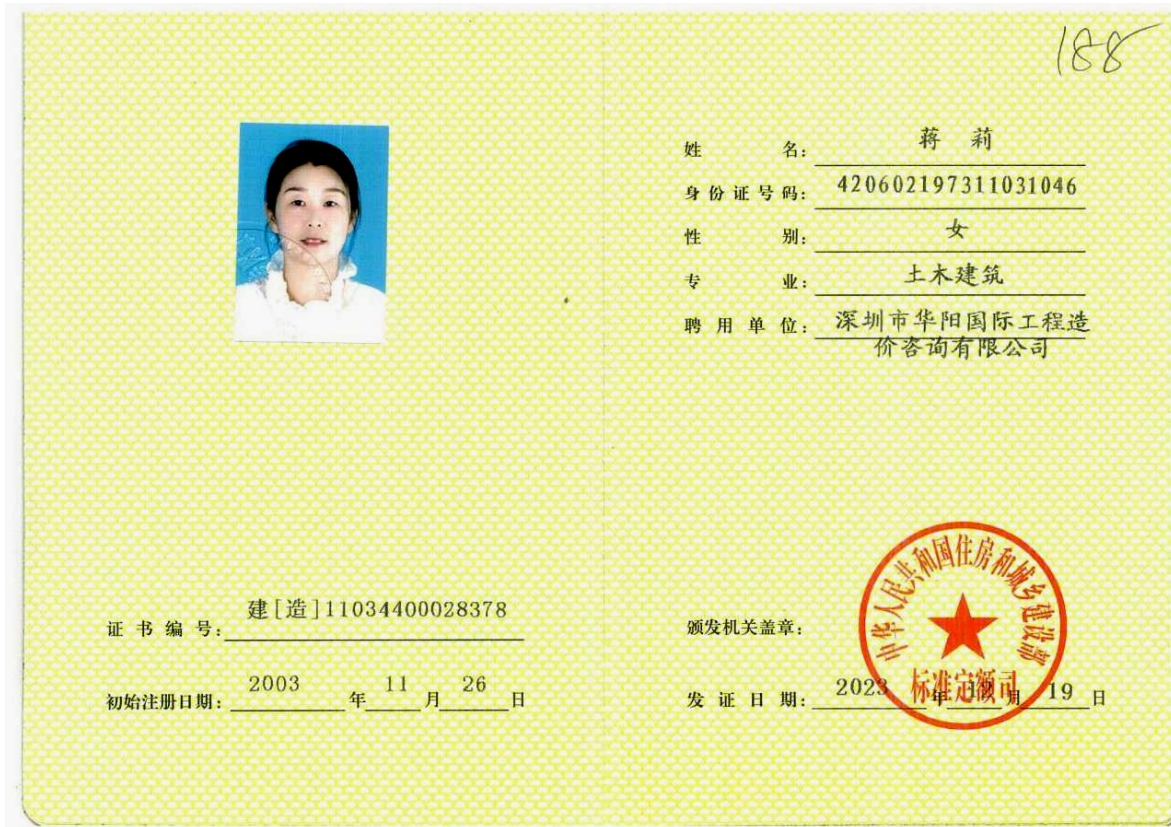 188
姓 名: 蒋 莉
身份证号码: 420602197311031046
性 别: 女
专 业: 土木建筑
聘用单位: 深圳市华阳国际工程造
价咨询有限公司
证书编号: 建[造]11034400028378
初始注册日期: 2003 年 11 月 26 日
颁发机关盖章:
中华人民共和国住房和城乡建设部
标准定额司
发证日期: 2023 年 12 月 19 日